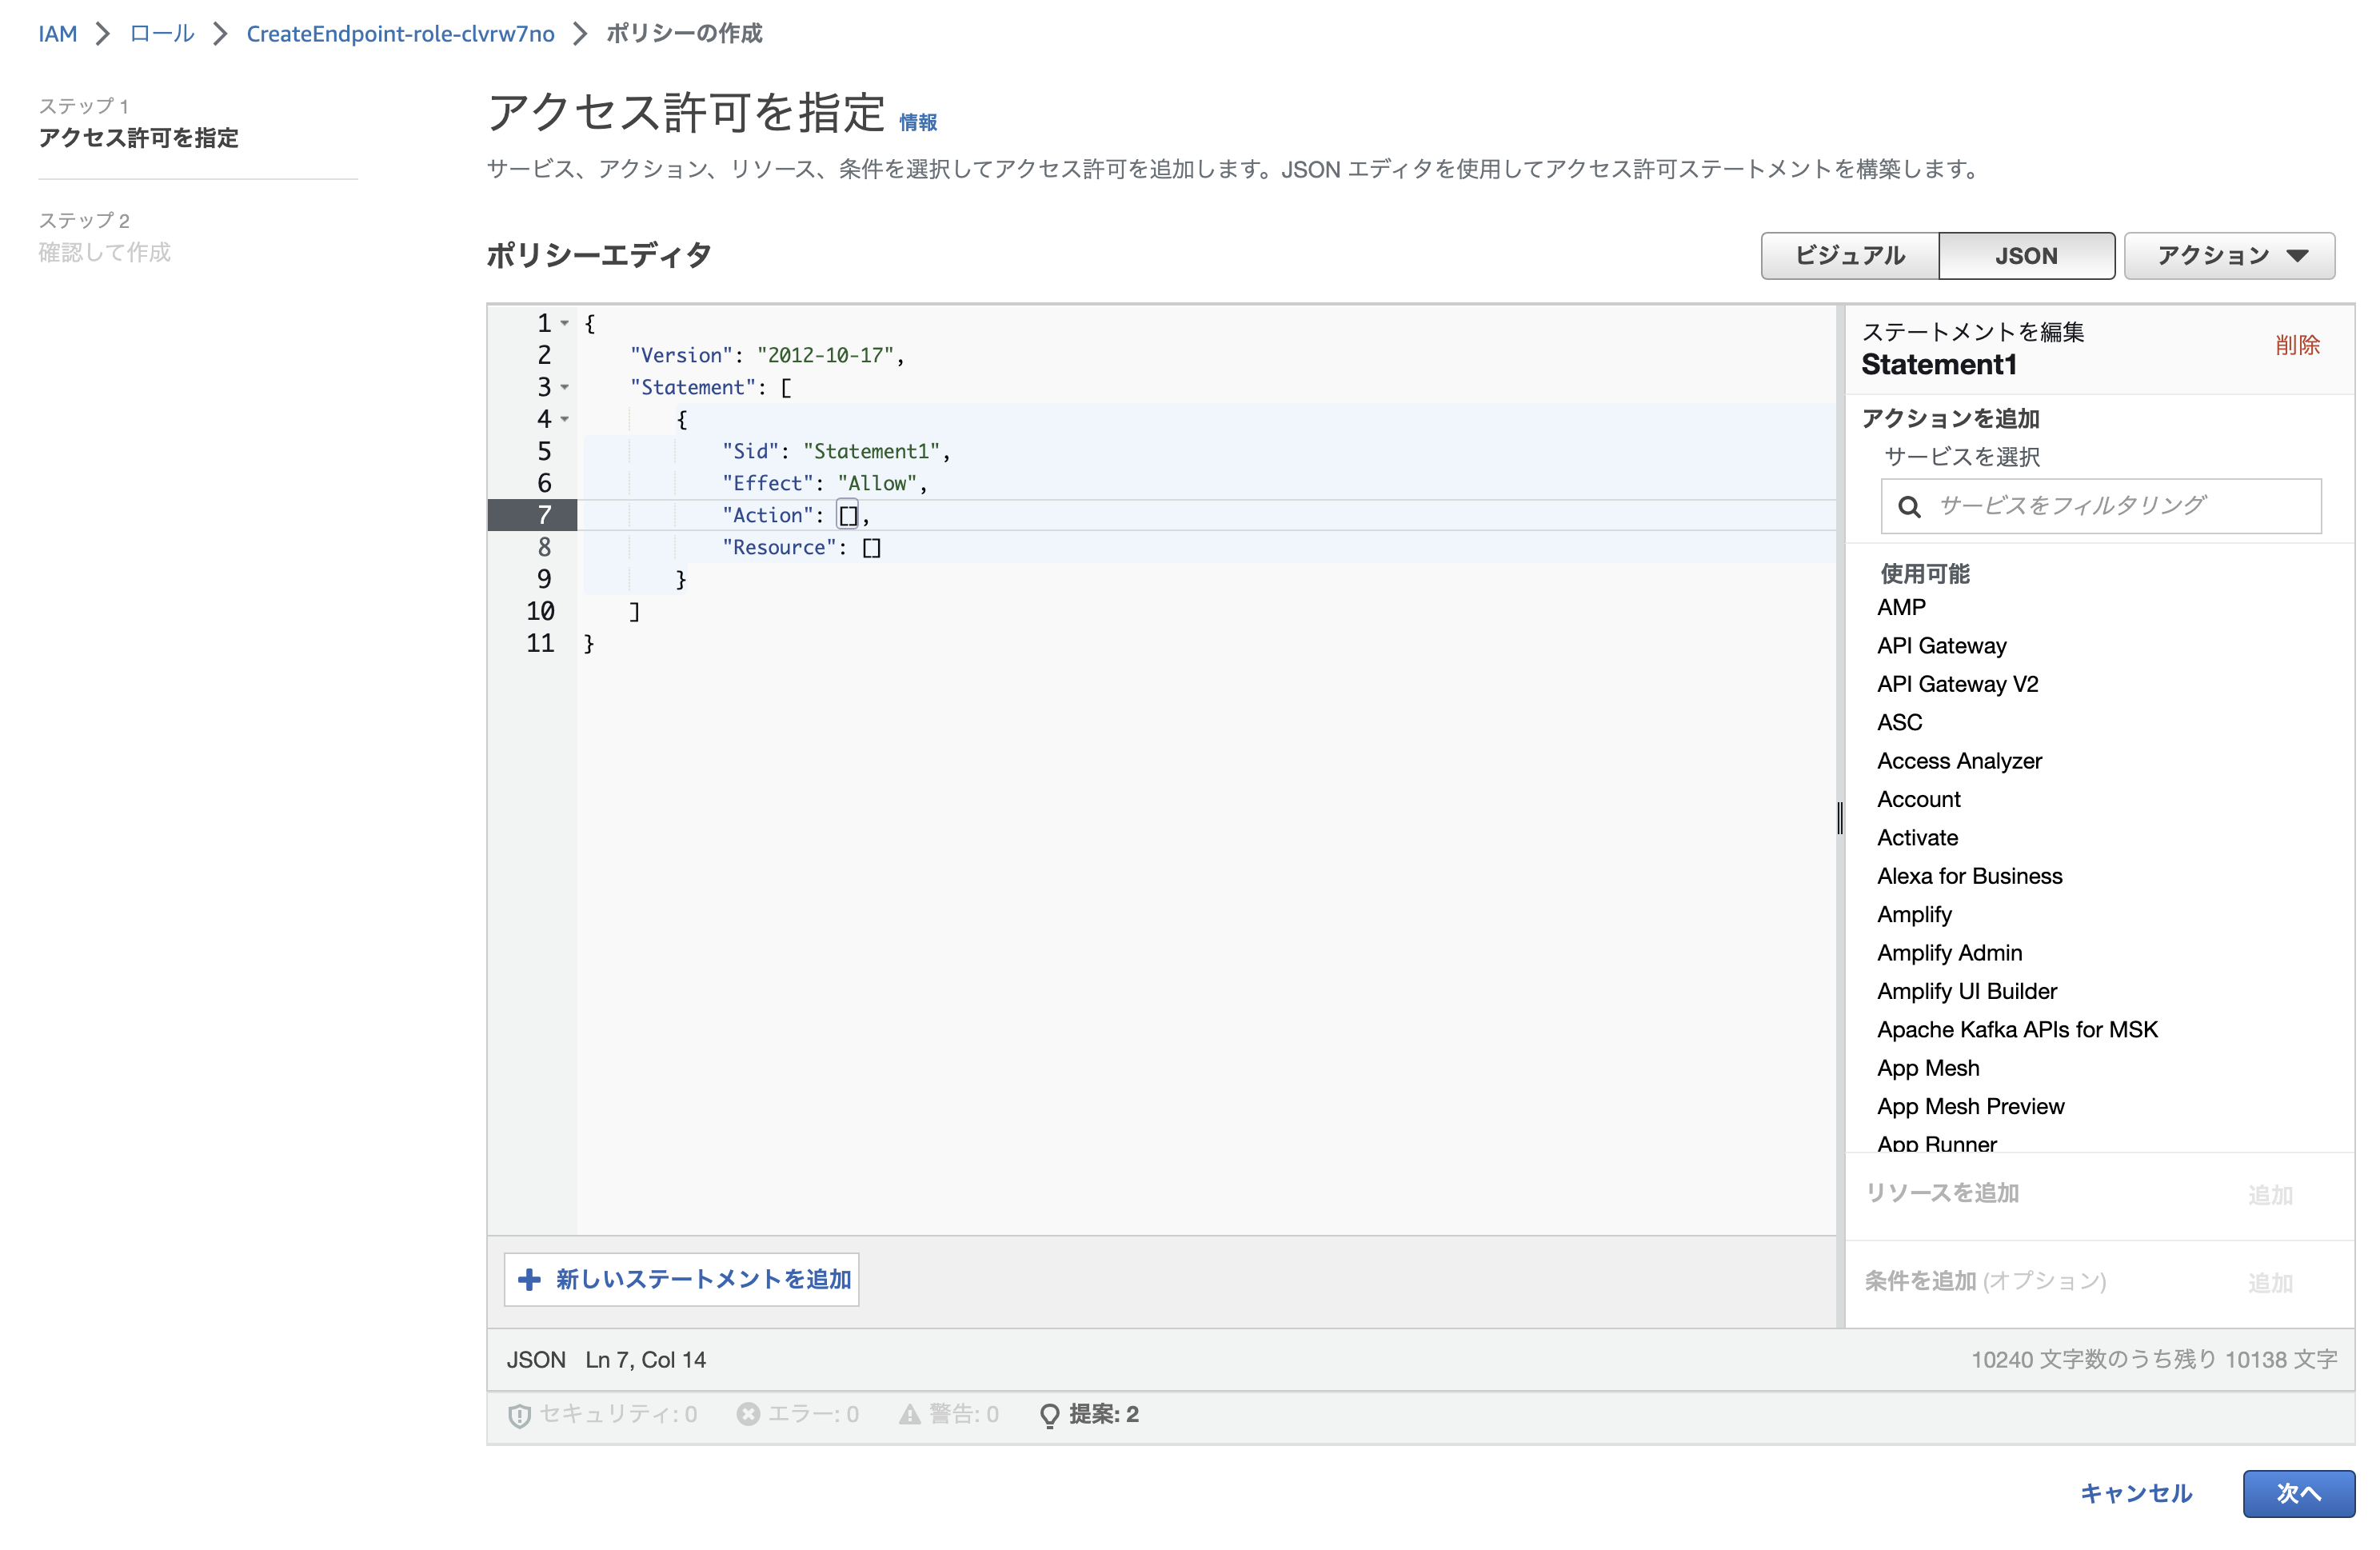 IAM > ロール > CreateEndpoint-role-clvrw7no > ポリシーの作成
ステップ 1
アクセス許可を指定
ステップ 2
確認して作成
アクセス許可を指定 情報
サービス、アクション、リソース、条件を選択してアクセス許可を追加します。JSON エディタを使用してアクセス許可ステートメントを構築します。
ポリシーエディタ
ビジュアル JSON アクション
1 {
2 "Version": "2012-10-17",
3 "Statement": [
4 {
5 "Sid": "Statement1",
6 "Effect": "Allow",
7 "Action": [],
8 "Resource": []
9 }
10 ]
11 }
新しいステートメントを追加
ステートメントを編集
Statement1
削除
アクションを追加
サービスを選択
サービスをフィルタリング
使用可能
AMP
API Gateway
API Gateway V2
ASC
Access Analyzer
Account
Activate
Alexa for Business
Amplify
Amplify Admin
Amplify UI Builder
Apache Kafka APIs for MSK
App Mesh
App Mesh Preview
App Runner
リソースを追加 追加
条件を追加 (オプション) 追加
JSON Ln 7, Col 14 10240 文字数のうち残り 10138 文字
セキュリティ: 0 エラー: 0 警告: 0 提案: 2
キャンセル 次へ